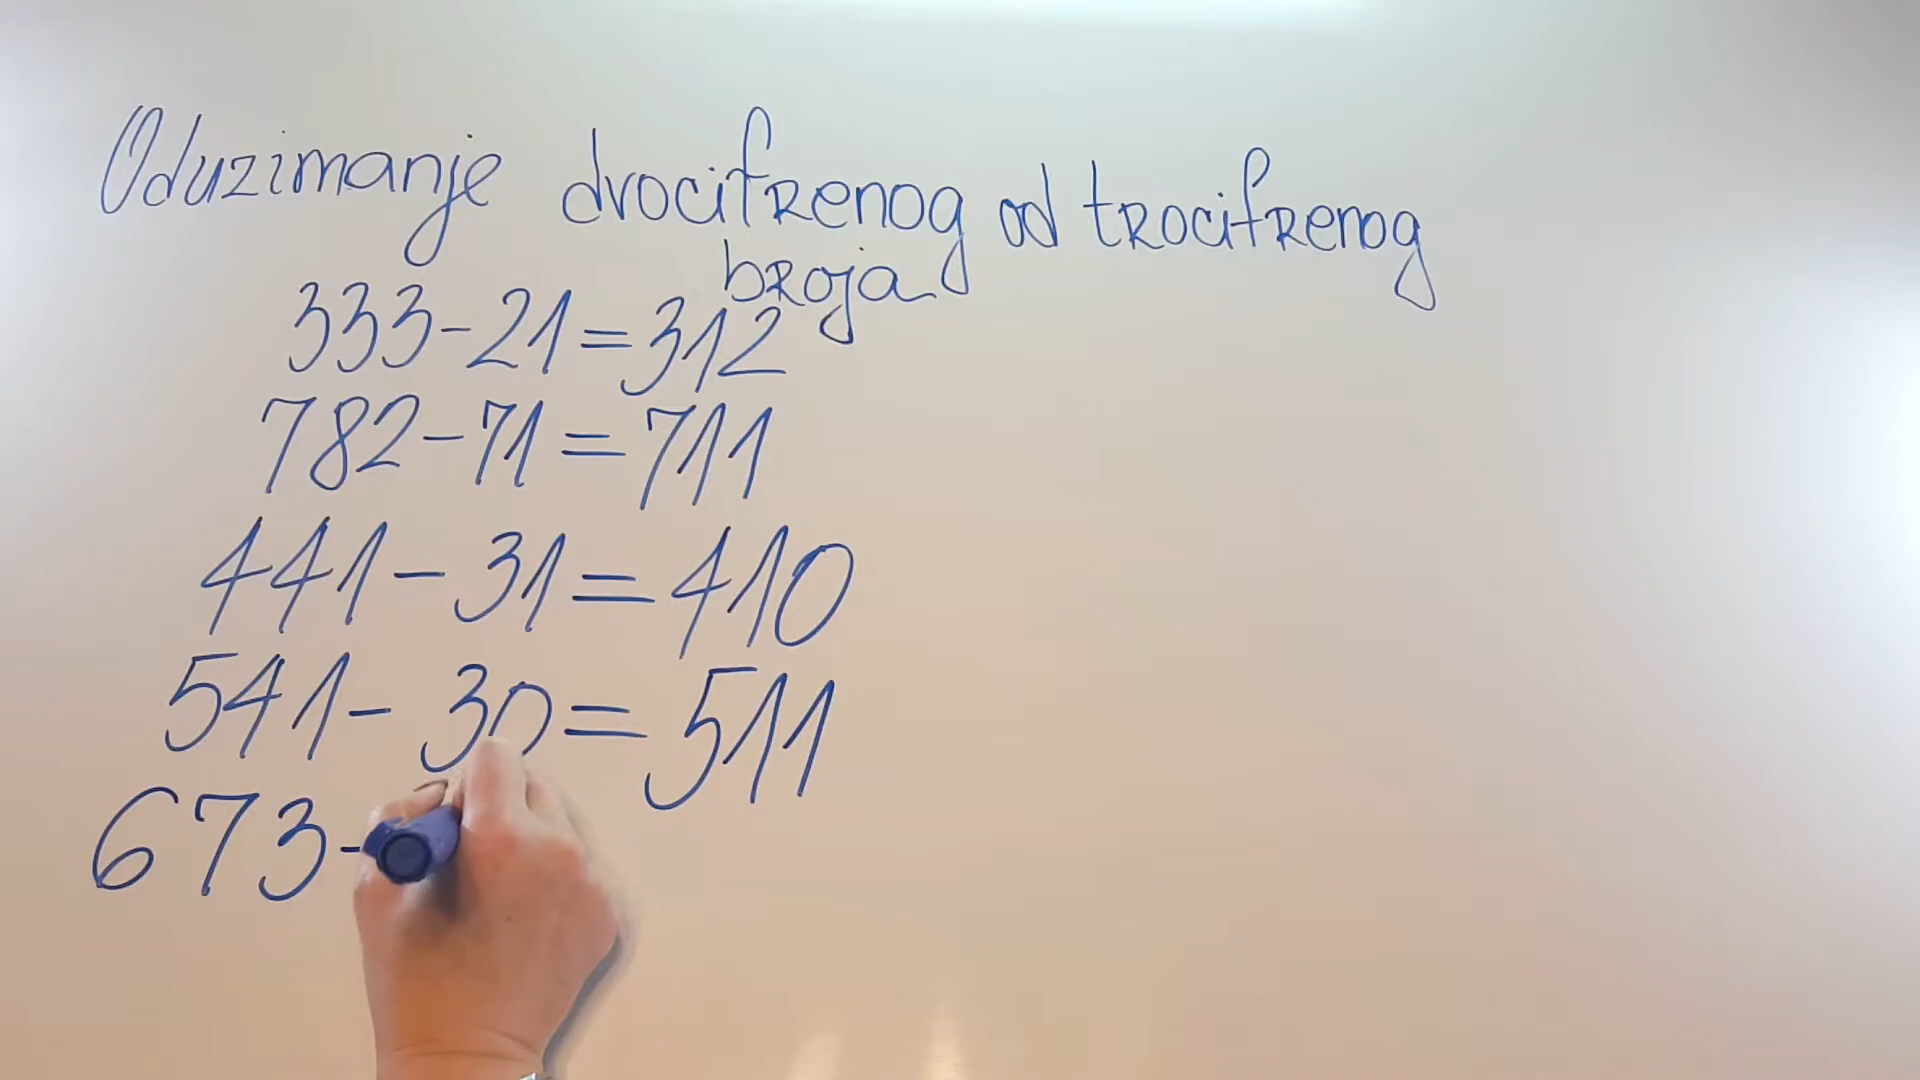 Oduzimanje dvocifrenog od trocifrenog
broja
333-21=312
782-71=711
441-31=410
541-30=511
673-